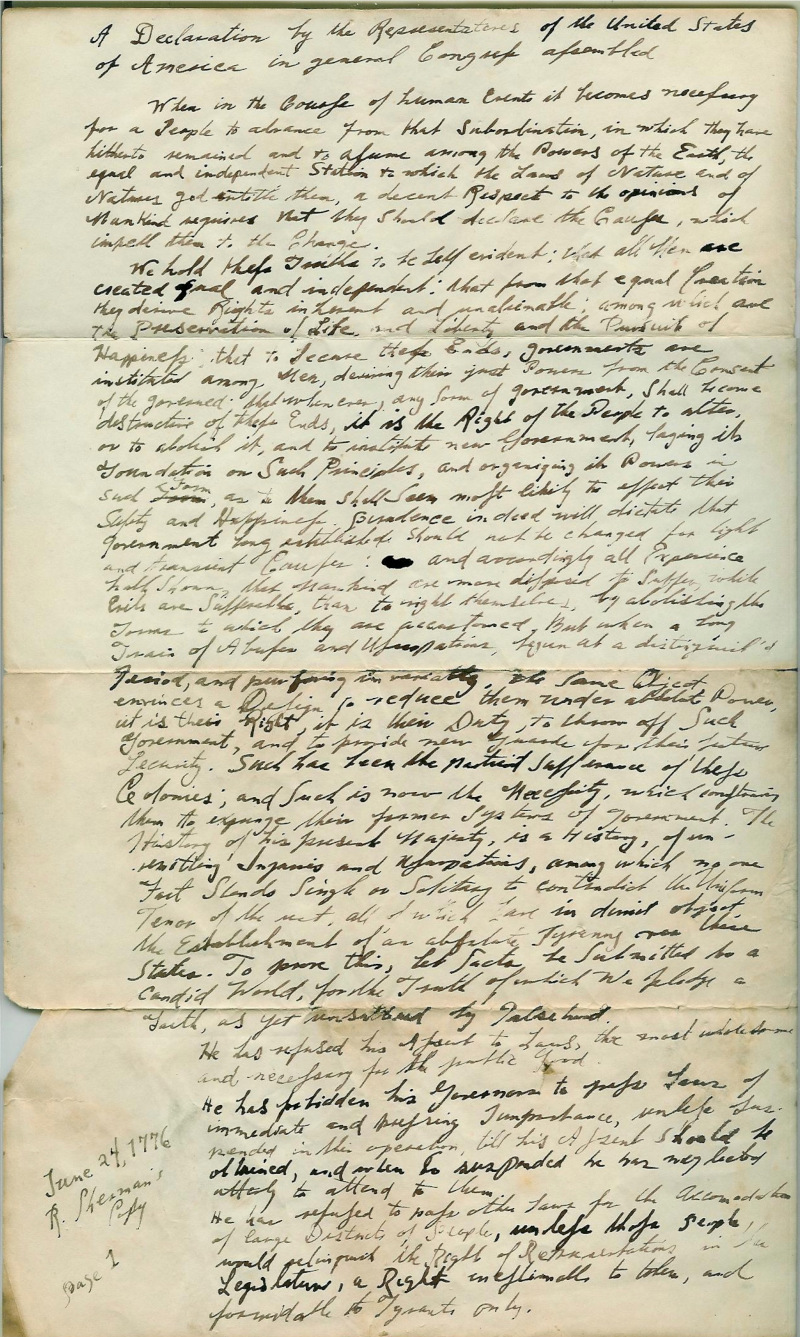 A Declaration by the Representatives of the United States
of America in general Congress assembled
When in the Course of human Events it becomes necessary
for a People to advance from that Subordination, in which they have
hitherto remained and to assume among the Powers of the Earth, the
equal and independent Station to which the Laws of Nature and of
Natures god entitle them, a decent Respect to the opinions of
Mankind requires that they Should declare the Causes, which
impell them to the Change.
We hold these Truths to be Self evident; that all Men are
created equal and independent; that from that equal Creation
they derive Rights inherent and unalienable; among which are
the Preservation of Life, and Liberty and the Pursuit of
Happiness; that to Secure these Ends, governments are
instituted among Men, deriving their just Powers from the Consent
of the governed; that whenever, any form of government, Shall become
destructive of these Ends, it is the Right of the People to alter,
or to abolish it, and to institute new Government, laying its
Foundation on Such Principles, and organizing its Powers in
such Form, as to them Shall Seem most likely to effect their
Safety and Happiness. prudence indeed will dictate that
Government long established Should not be changed for light
and transient Causes: and accordingly all Experience
hath Shown, that Mankind are more disposed to Suffer, while
Evils are Sufferable, than to right themselves, by abolishing the
Forms to which they are accustomed. But when a long
Train of Abuses and Usurpations, begun at a distinguish'd
Period, and pursuing invariably, the Same Object
envinces a Design to reduce them under absolute Power,
it is their Right, it is their Duty, to throw off Such
Government, and to provide new Guards for their future
Security. Such has been the patient Sufferance of these
Colonies; and Such is now the Necessity, which constrains
them to expunge their former Systems of Government. The
History of his present Majesty, is a History, of un-
remitting Injuries and Usurpations, among which no one
Fact Stands Single or Solitary to contradict the Uniform
Tenor of the rest, all of which have in direct object
the Establishment of an absolute Tyranny over these
States. To prove this, let Facts be Submitted to a
Candid World, for the Truth of which We pledge a
Faith, as yet unsullied by Falsehood.
He has refused his Assent to Laws, the most wholesome
and necessary for the public Good.
He has forbidden his Governors to pass Laws of
immediate and pressing Importance, unless Sus-
pended in their operation, till his Assent Should be
obtained, and when So suspended he has neglected
utterly to attend to them.
He has refused to pass other Laws for the Accomodation
of large Districts of People, unless those People
would relinquish the Right of Representation in the
Legislature, a Right inestimable to them, and
formidable to Tyrants only.
June 24, 1776
R. Sherman's
Copy
page 1